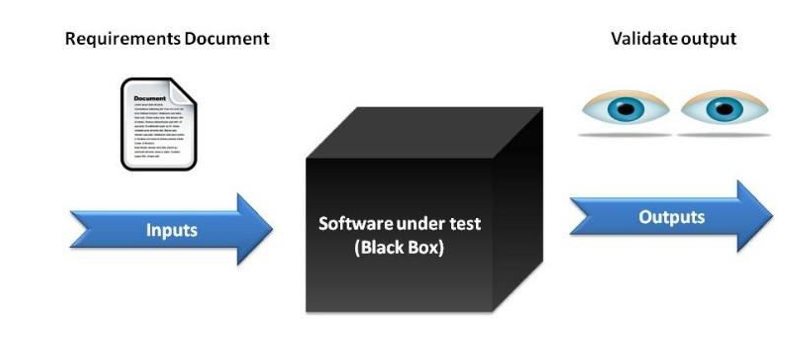 Requirements Document
Validate output
Document
Inputs
Software under test
(Black Box)
Outputs